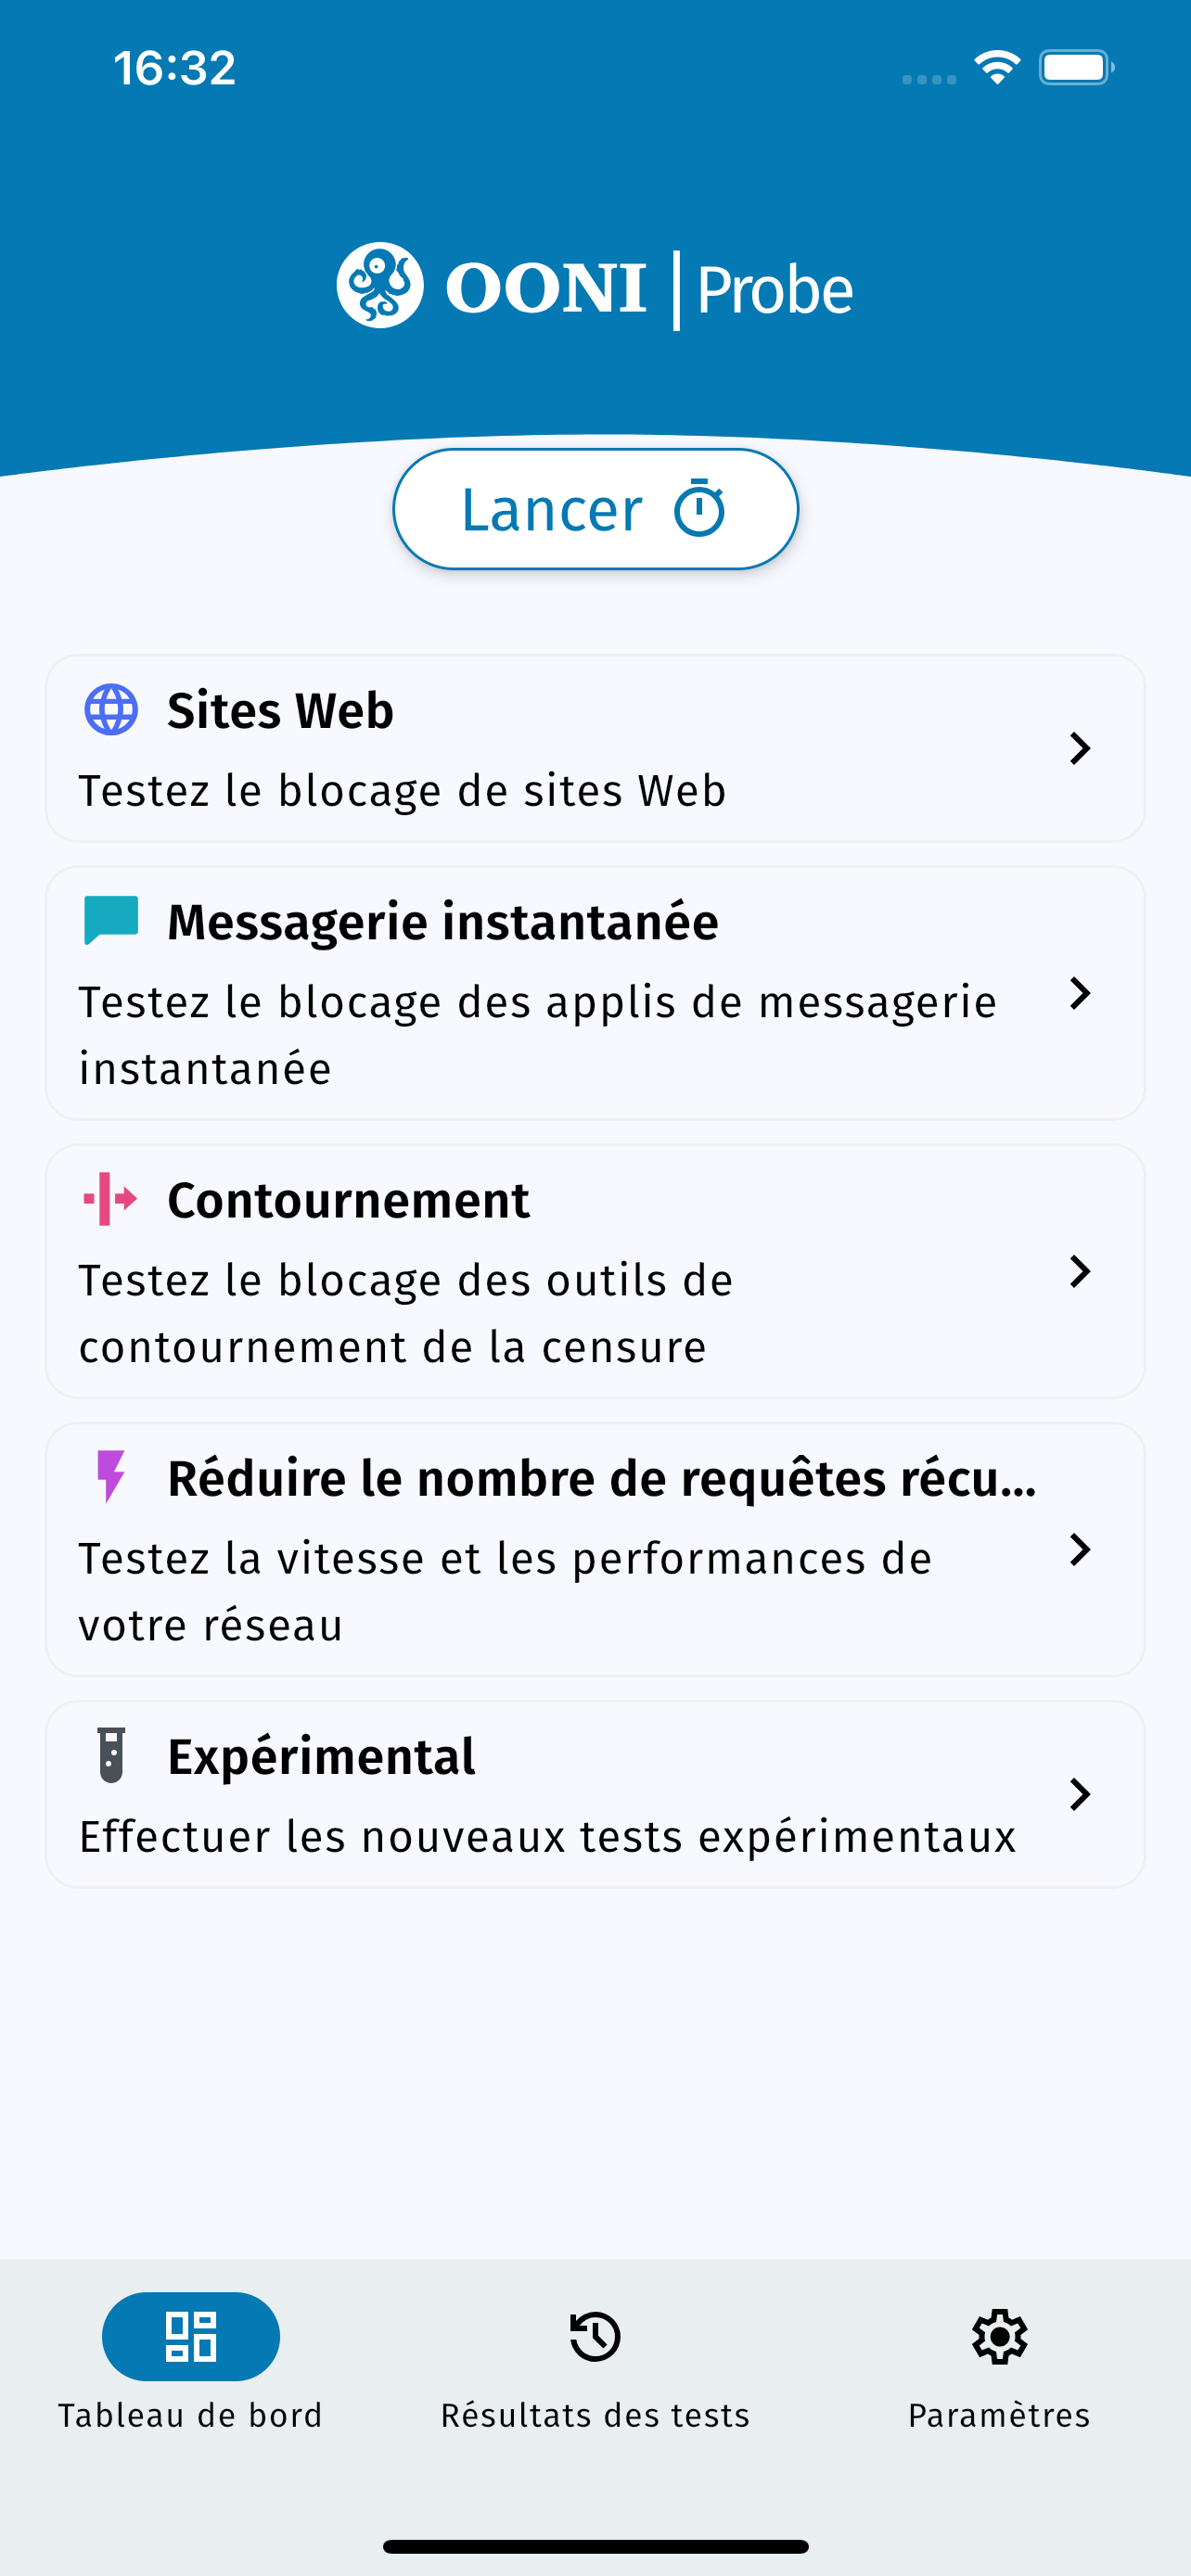 16:32
OONI Probe
Lancer
Sites Web
Testez le blocage de sites Web
Messagerie instantanée
Testez le blocage des applis de messagerie
instantanée
Contournement
Testez le blocage des outils de
contournement de la censure
Réduire le nombre de requêtes récu...
Testez la vitesse et les performances de
votre réseau
Expérimental
Effectuer les nouveaux tests expérimentaux
Tableau de bord
Résultats des tests
Paramètres